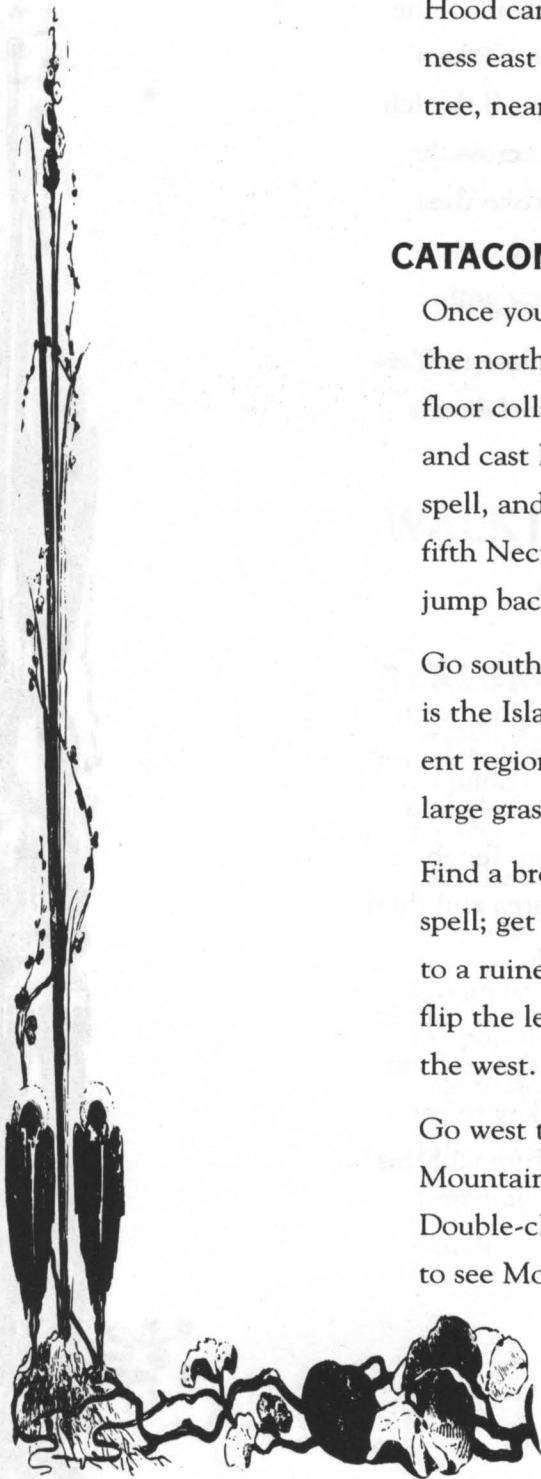 Hood can
ness east
tree, near
CATACOM
Once you
the north
floor coll
and cast
spell, and
fifth Nec
jump bac
Go south
is the Isla
ent region
large gras
Find a bro
spell; get
to a ruine
flip the le
the west.
Go west t
Mountain
Double-cl
to see Mo